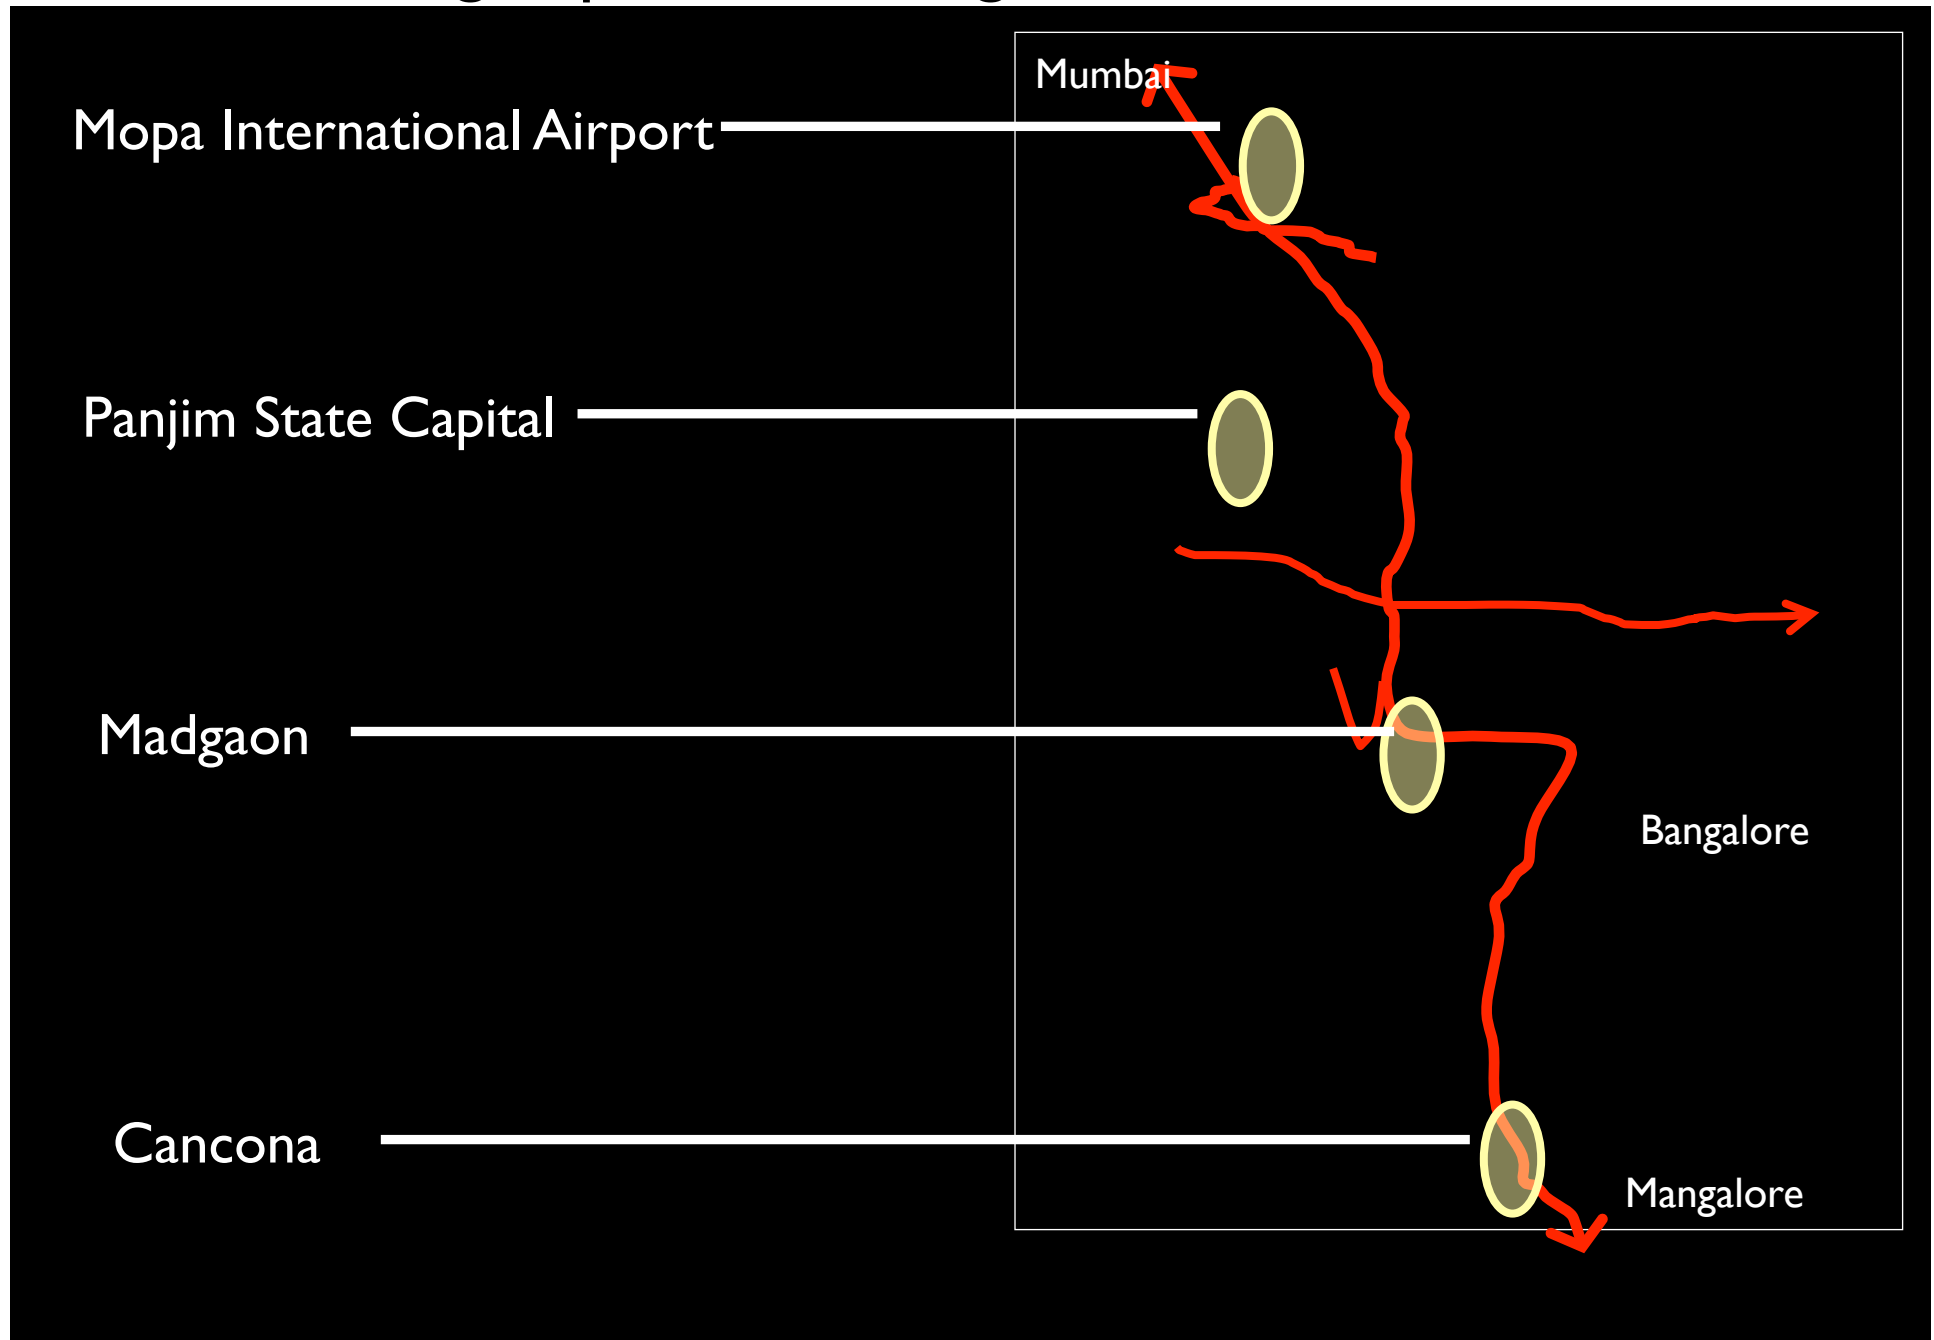 Mumbai
Mopa International Airport
Panjim State Capital
Madgaon
Bangalore
Cancona
Mangalore